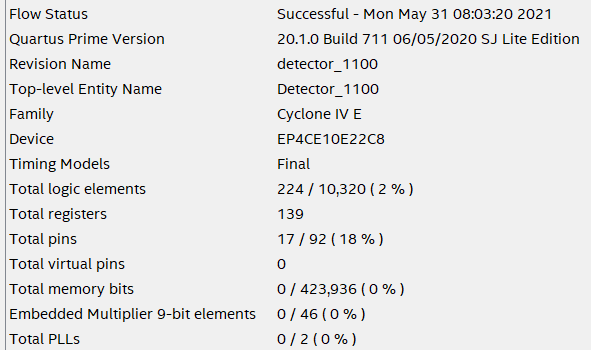 Flow Status Successful - Mon May 31 08:03:20 2021
Quartus Prime Version 20.1.0 Build 711 06/05/2020 SJ Lite Edition
Revision Name detector_1100
Top-level Entity Name Detector_1100
Family Cyclone IV E
Device EP4CE10E22C8
Timing Models Final
Total logic elements 224 / 10,320 ( 2 % )
Total registers 139
Total pins 17 / 92 ( 18 % )
Total virtual pins 0
Total memory bits 0 / 423,936 ( 0 % )
Embedded Multiplier 9-bit elements 0 / 46 ( 0 % )
Total PLLs 0 / 2 ( 0 % )